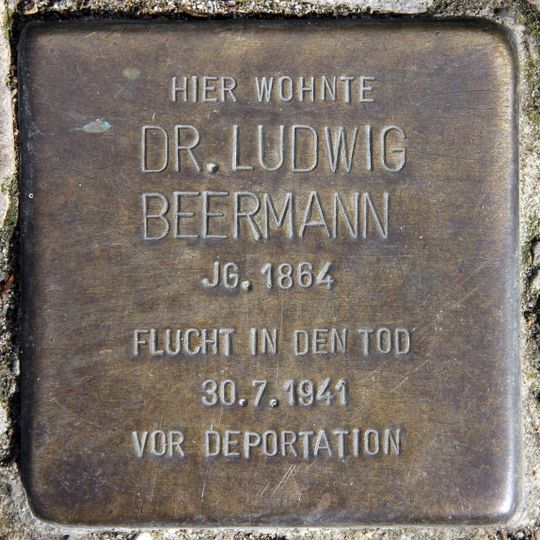 HIER WOHNTE
DR. LUDWIG
BEERMANN
JG. 1864
FLUCHT IN DEN TOD
30.7.1941
VOR DEPORTATION